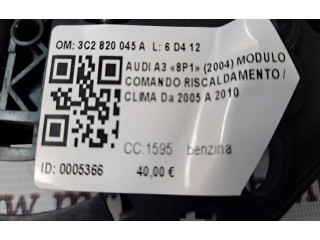 OM: 3C2 820 045 A L: 6 D4 12
AUDI A3 «8P1» (2004) MODULO
COMANDO RISCALDAMENTO /
CLIMA Da 2005 A 2010
CC:1595 benzina
ID: 0005366 40,00 €